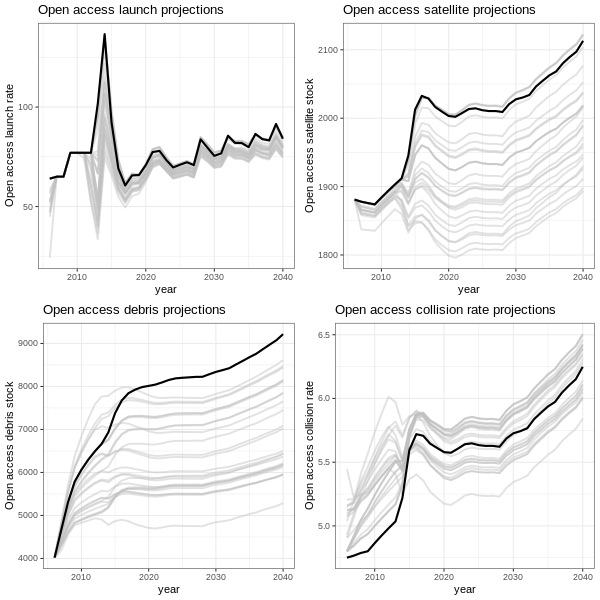 Open access launch projections
Open access launch rate
100
50
2010
2020
2030
2040
year
Open access satellite projections
Open access satellite stock
2100
2000
1900
1800
2010
2020
2030
2040
year
Open access debris projections
Open access debris stock
9000
8000
7000
6000
5000
4000
2010
2020
2030
2040
year
Open access collision rate projections
Open access collision rate
6.5
6.0
5.5
5.0
2010
2020
2030
2040
year